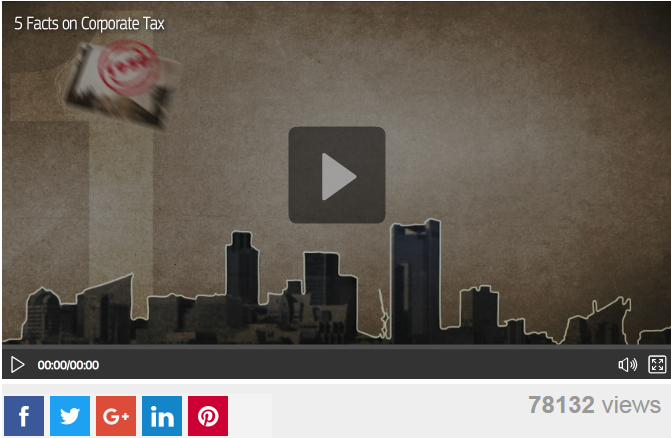 5 Facts on Corporate Tax
00:00/00:00
78132 views